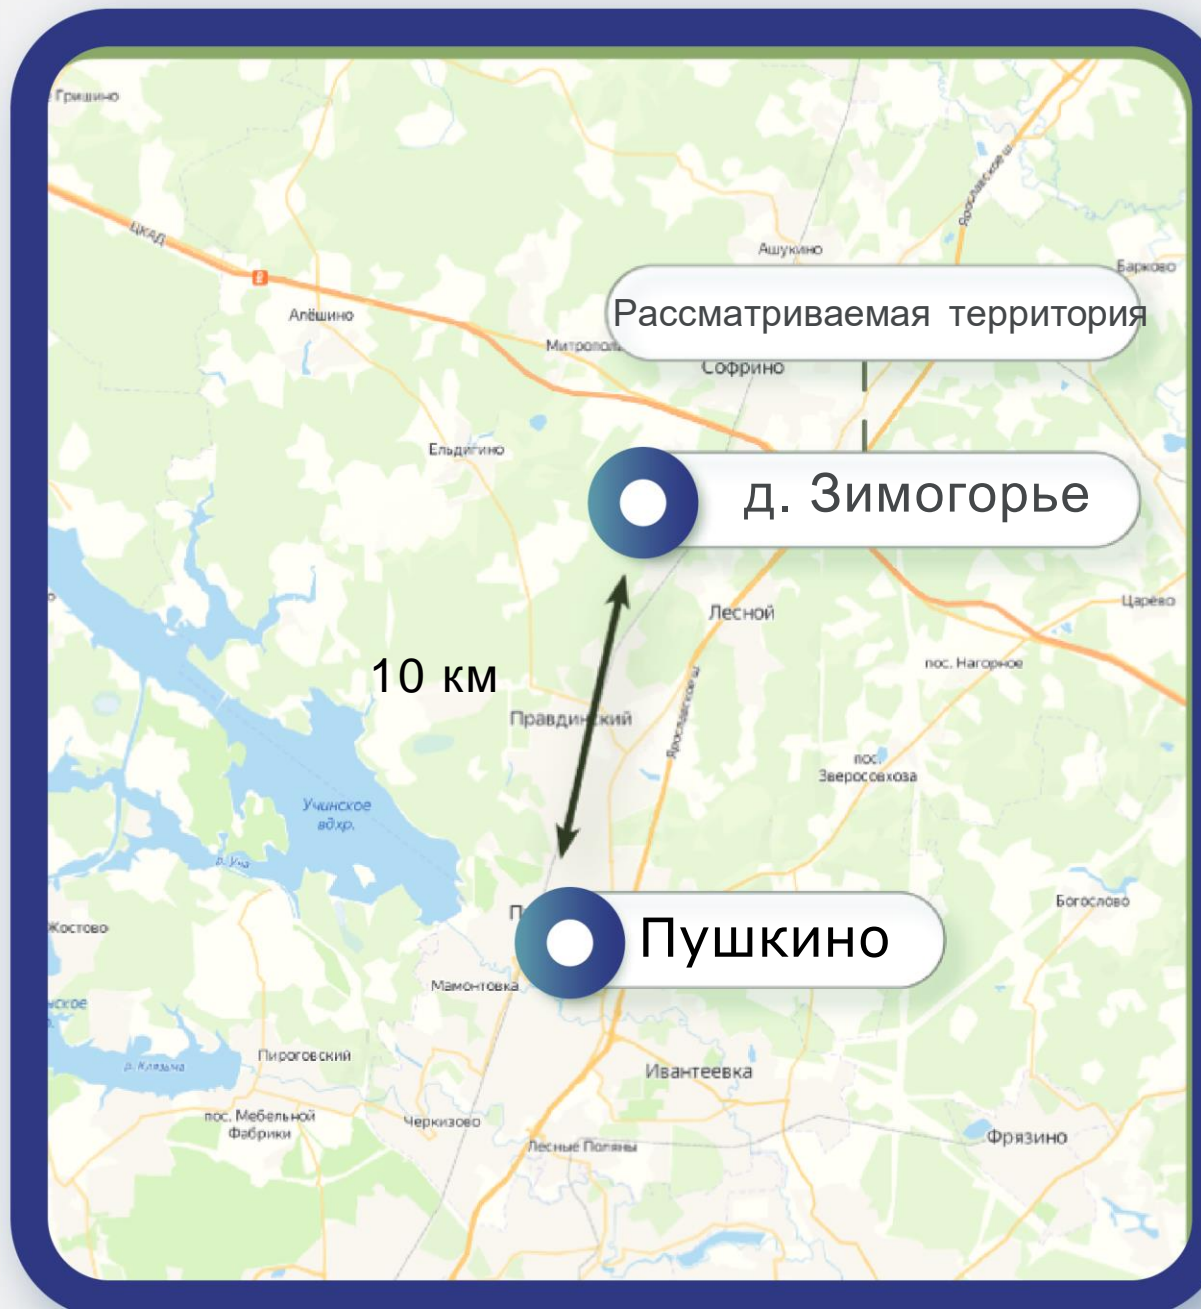 Гришино
ЦКАД
Ярославское ш.
Ашукино
Барково
Рассматриваемая территория
Алёшино
Софрино
Ельдигино
д. Зимогорье
Царёво
Лесной
пос. Нагорное
10 км
Правдинский
Ярославское ш.
пос.
Зверосовхоза
Учинское
вдхр.
р. Уча
Богослово
Жостово
Пушкино
Мамонтовка
Пироговский
р. Клязьма
Ивантеевка
пос. Мебельной
Фабрики
Черкизово
Лесные Поляны
Фрязино